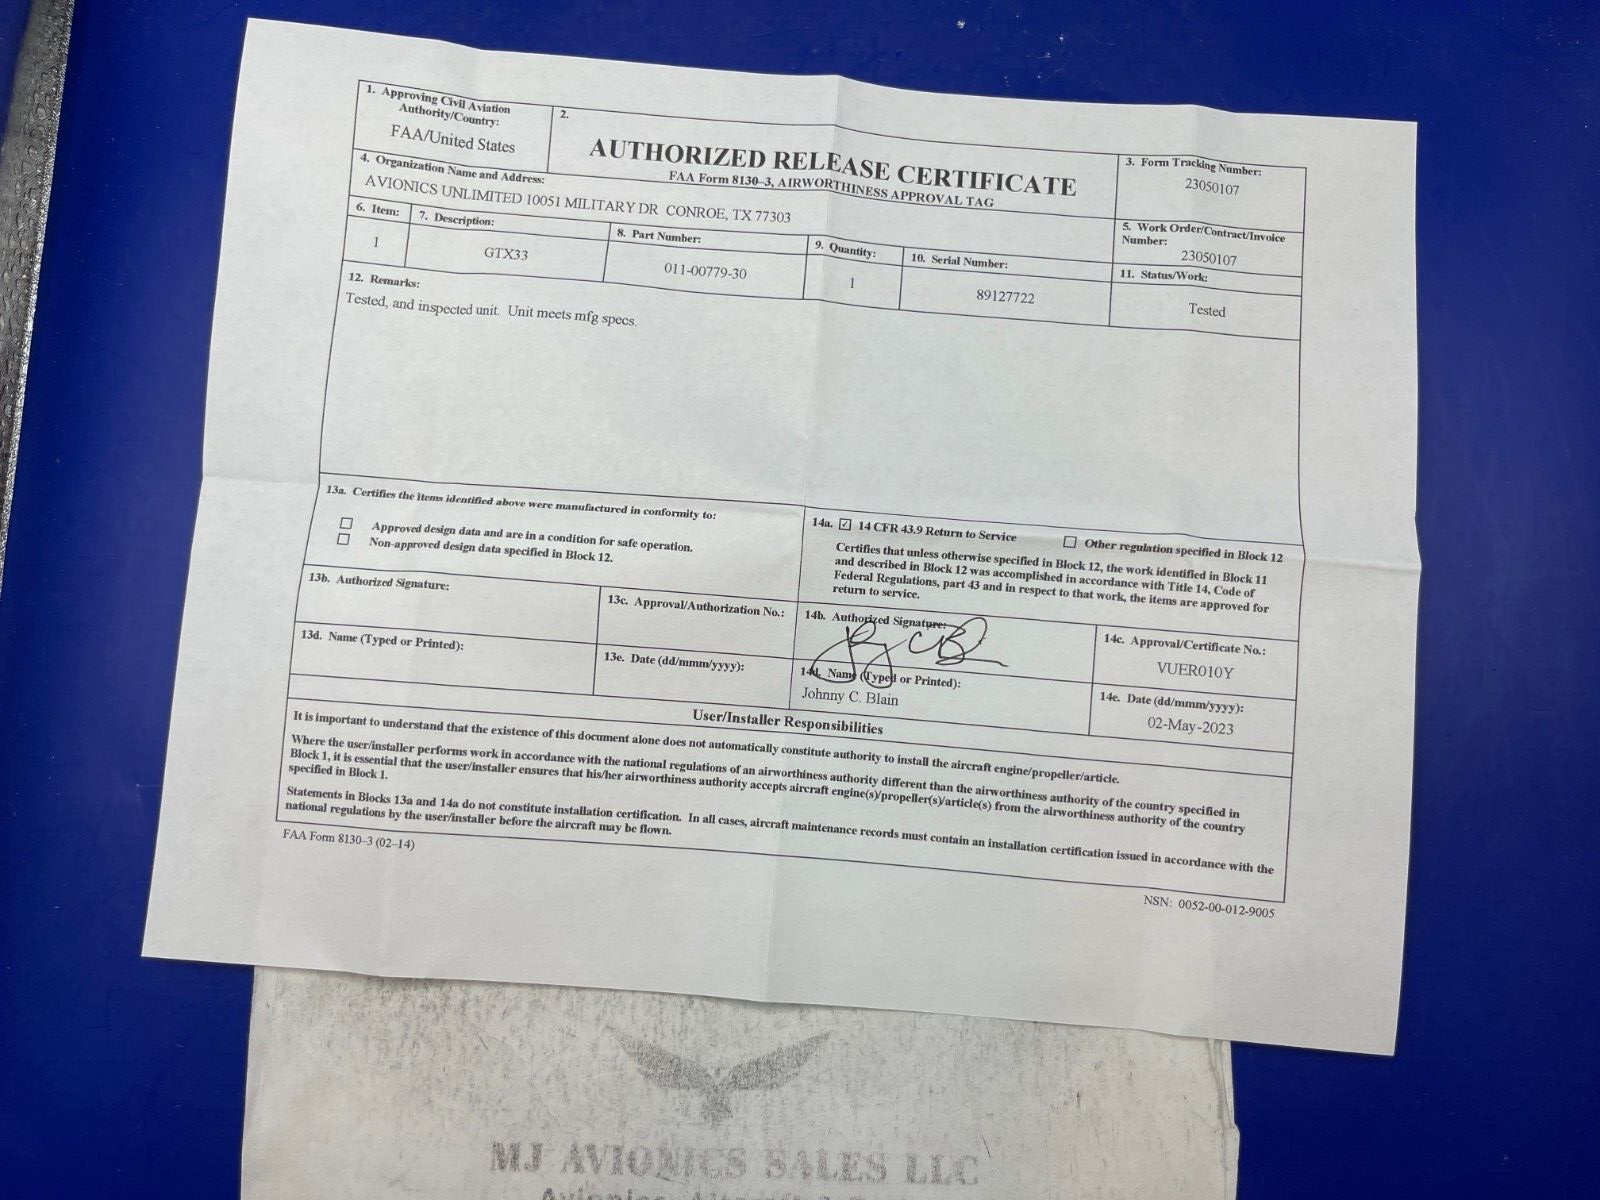 1. Approving Civil Aviation
Authority/Country:
FAA/United States
2.
AUTHORIZED RELEASE CERTIFICATE
FAA Form 8130–3, AIRWORTHINESS APPROVAL TAG
3. Form Tracking Number:
23050107
4. Organization Name and Address:
AVIONICS UNLIMITED 10051 MILITARY DR CONROE, TX 77303
5. Work Order/Contract/Invoice
Number:
23050107
6. Item:
1
7. Description:
GTX33
8. Part Number:
011-00779-30
9. Quantity:
1
10. Serial Number:
89127722
11. Status/Work:
Tested
12. Remarks:
Tested, and inspected unit. Unit meets mfg specs.
13a. Certifies the items identified above were manufactured in conformity to:
Approved design data and are in a condition for safe operation.
Non-approved design data specified in Block 12.
14a. 14 CFR 43.9 Return to Service
Other regulation specified in Block 12
Certifies that unless otherwise specified in Block 12, the work identified in Block 11
and described in Block 12 was accomplished in accordance with Title 14, Code of
Federal Regulations, part 43 and in respect to that work, the items are approved for
return to service.
13b. Authorized Signature:
13c. Approval/Authorization No.:
14b. Authorized Signature:
14c. Approval/Certificate No.:
VUER010Y
13d. Name (Typed or Printed):
13e. Date (dd/mmm/yyyy):
14d. Name (Typed or Printed):
Johnny C. Blain
14e. Date (dd/mmm/yyyy):
02-May-2023
User/Installer Responsibilities
It is important to understand that the existence of this document alone does not automatically constitute authority to install the aircraft engine/propeller/article.
Where the user/installer performs work in accordance with the national regulations of an airworthiness authority different than the airworthiness authority of the country specified in
Block 1, it is essential that the user/installer ensures that his/her airworthiness authority accepts aircraft engine(s)/propeller(s)/article(s) from the airworthiness authority of the country
specified in Block 1.
Statements in Blocks 13a and 14a do not constitute installation certification. In all cases, aircraft maintenance records must contain an installation certification issued in accordance with the
national regulations by the user/installer before the aircraft may be flown.
FAA Form 8130–3 (02–14)
NSN: 0052-00-012-9005
MJ AVIONICS SALES LLC